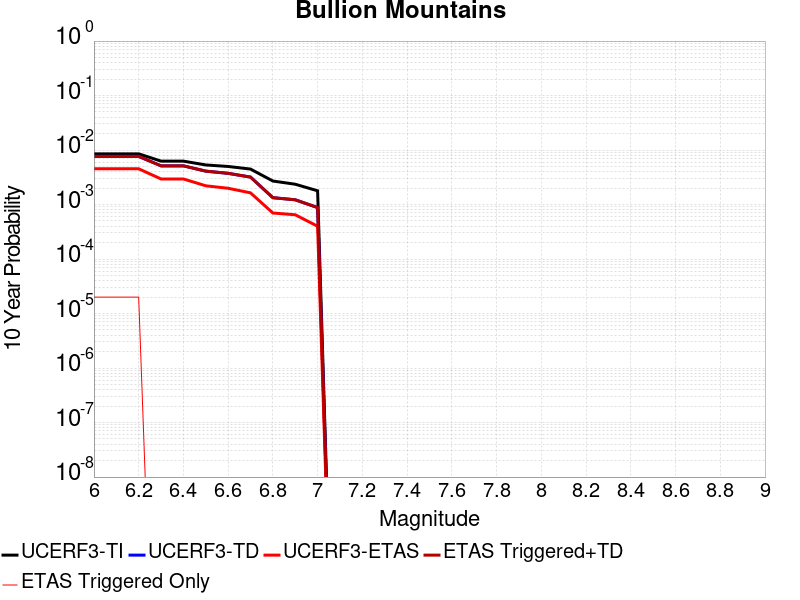 Bullion Mountains
10^0
10^-1
10^-2
10^-3
10^-4
10^-5
10^-6
10^-7
10^-8
10 Year Probability
6 6.2 6.4 6.6 6.8 7 7.2 7.4 7.6 7.8 8 8.2 8.4 8.6 8.8 9
Magnitude
UCERF3-TI UCERF3-TD UCERF3-ETAS ETAS Triggered+TD
ETAS Triggered Only